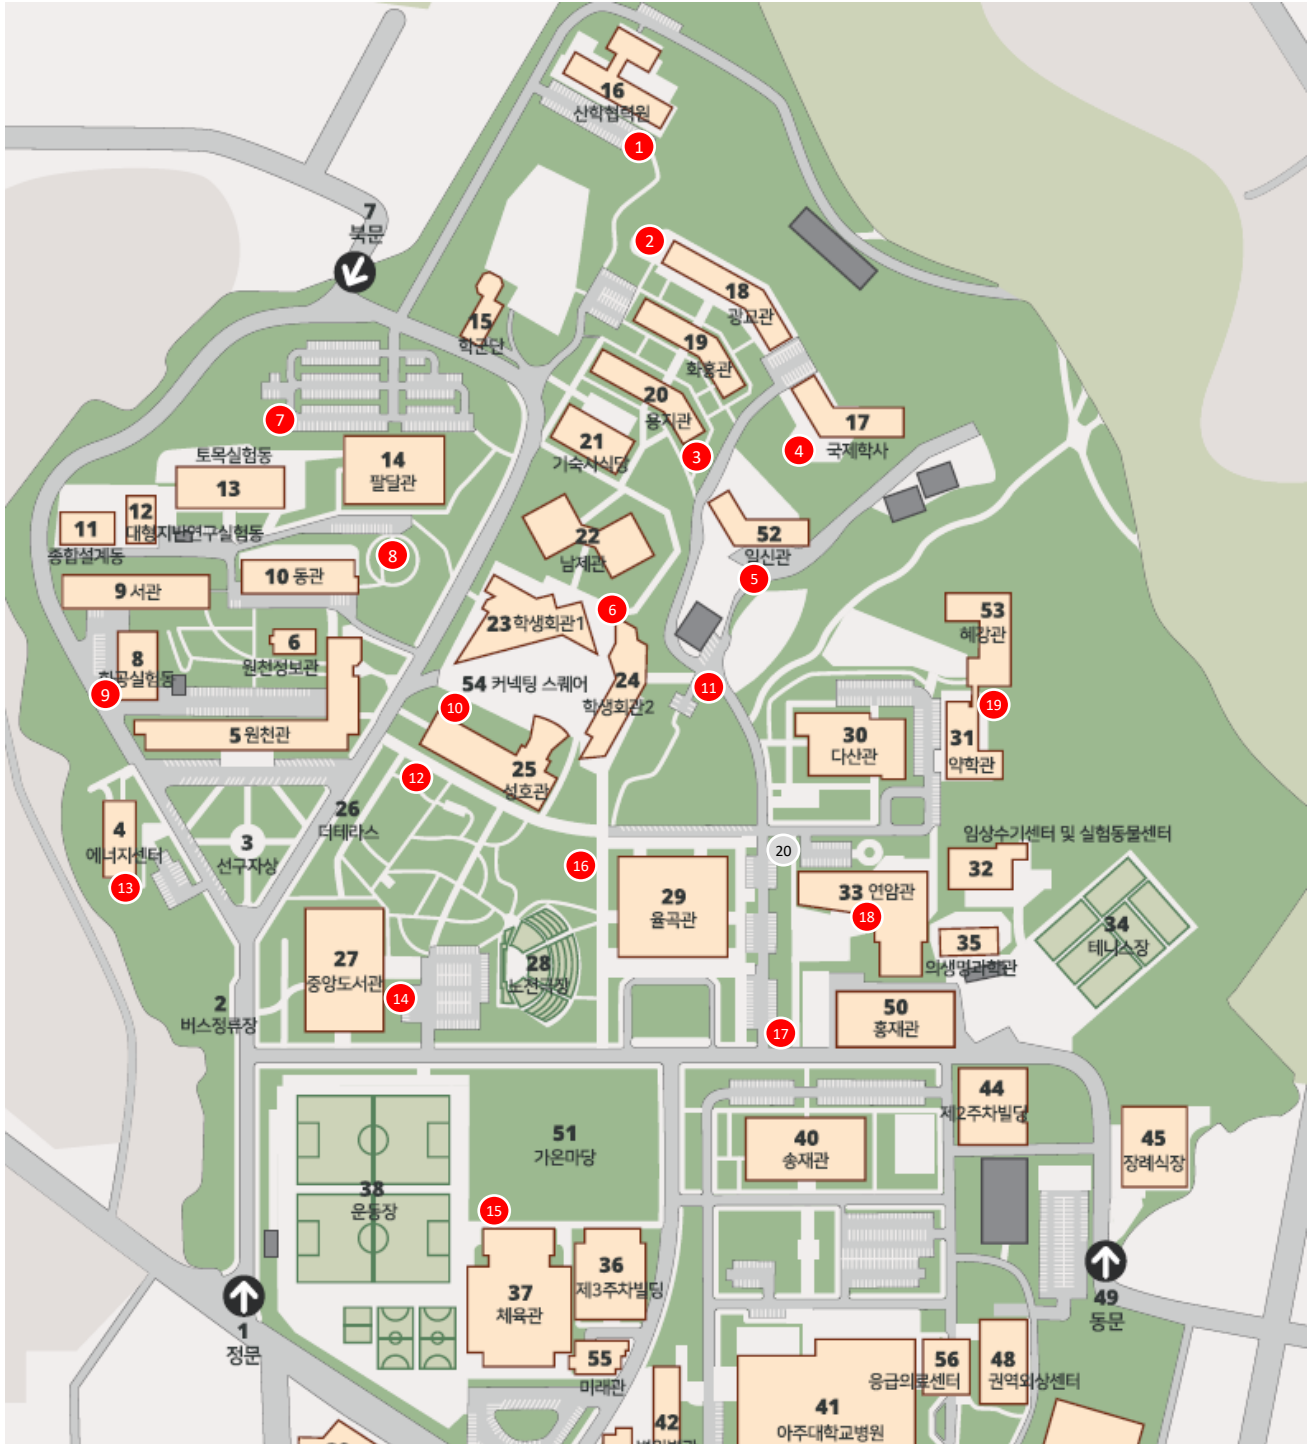 16
산학협력원
1
7
북문
2
18
광교관
15
학군단
19
화홍관
20
용지관
17
국제학사
7
21
기숙사식당
3
4
토목실험동
14
팔달관
13
12
대형지반연구실험동
11
종합설계동
52
일신관
22
남제관
8
10 동관
5
9 서관
53
혜강관
6
23 학생회관1
6
원천정보관
8
화공실험동
9
24
학생회관2
54 커넥팅 스퀘어
11
19
10
5 원천관
30
다산관
31
약학관
25
성호관
12
26
더테라스
4
에너지센터
3
선구자상
임상수기센터 및 실험동물센터
20
16
32
13
29
율곡관
33 연암관
18
34
테니스장
27
중앙도서관
28
노천극장
35
의생명과학관
14
2
버스정류장
50
홍재관
17
44
제2주차빌딩
51
가온마당
40
송재관
45
장례식장
38
운동장
15
36
제3주차빌딩
37
체육관
1
정문
49
동문
55
미래관
56
응급의료센터
48
권역외상센터
41
아주대학교병원
42